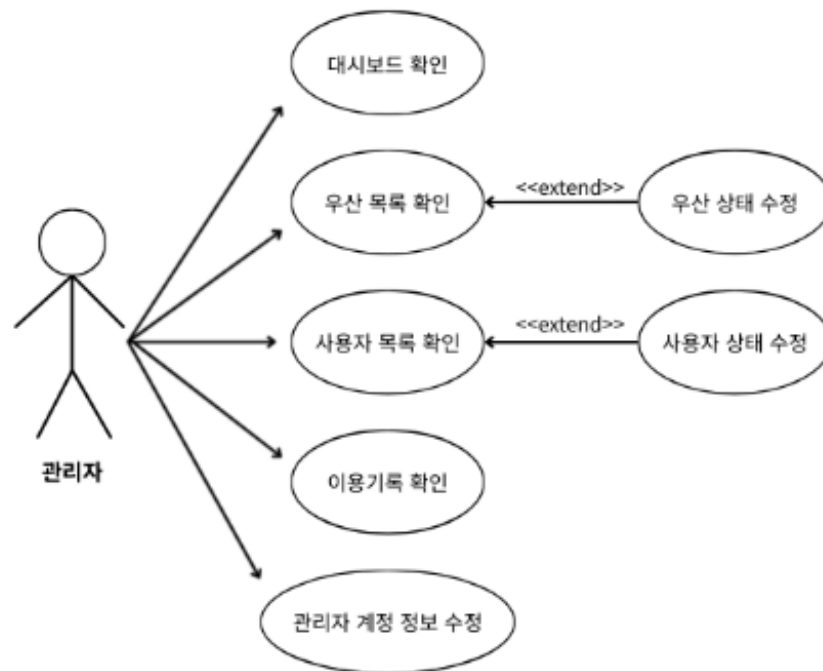 대시보드 확인
우산 목록 확인
<<extend>>
우산 상태 수정
사용자 목록 확인
<<extend>>
사용자 상태 수정
관리자
이용기록 확인
관리자 계정 정보 수정